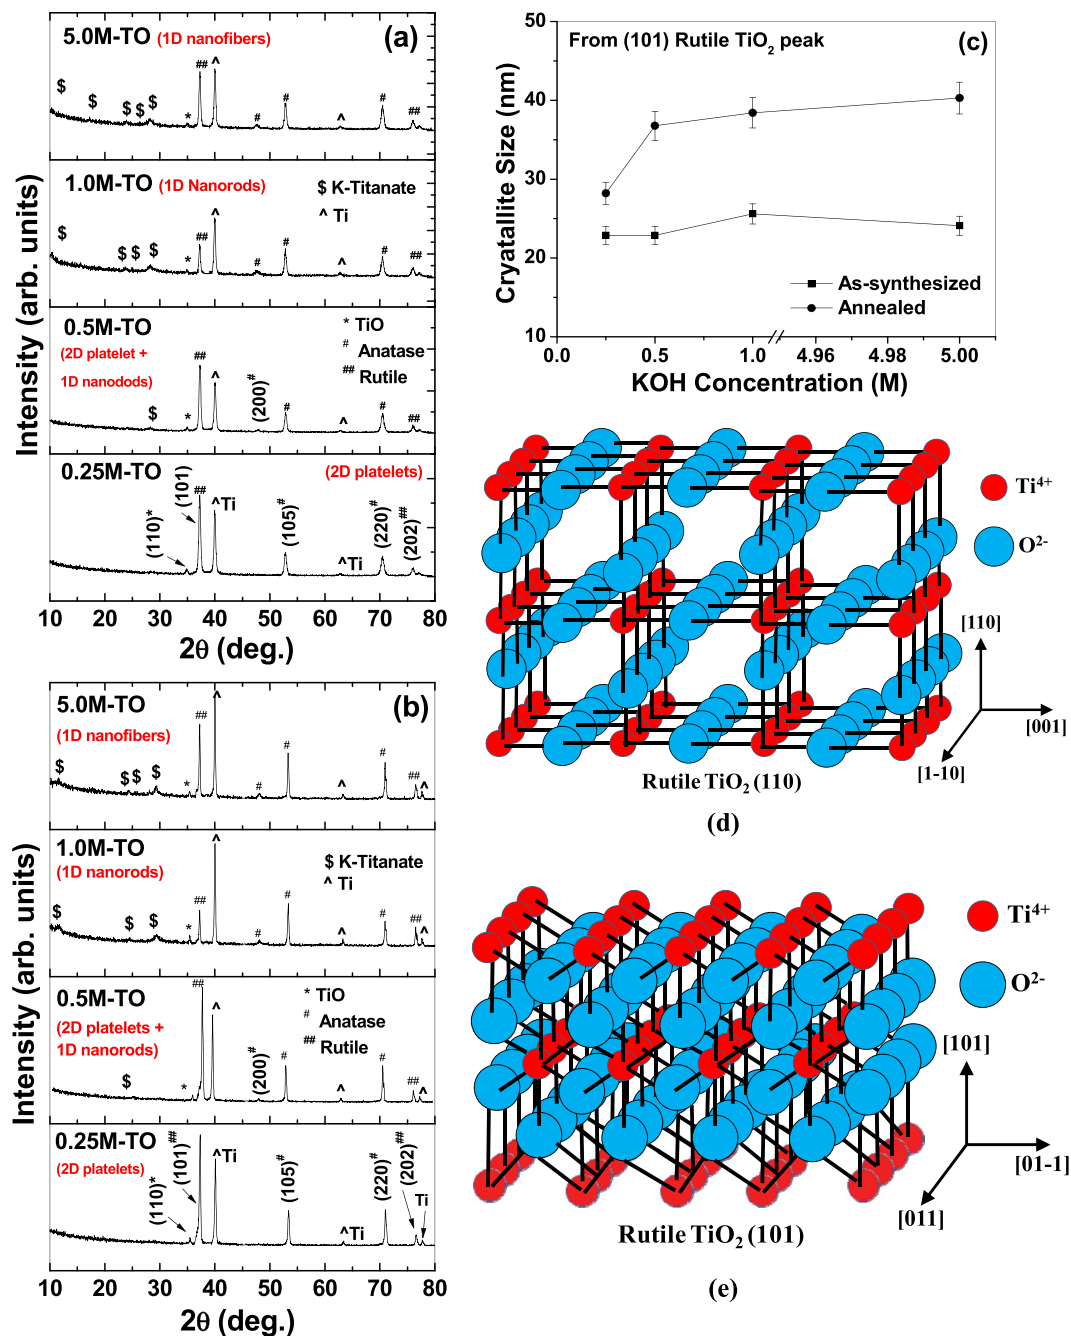 5.0M-TO (1D nanofibers)
(a)
$ $ $ $ $ * ## ^ # # ^ # ##
1.0M-TO (1D Nanorods)
$ K-Titanate
^ Ti
$ $ $ $ * ## ^ # # ^ # ##
0.5M-TO
(2D platelet +
1D nanodods)
* TiO
# Anatase
## Rutile
$ * ## ^ (200)# # ^ # ##
0.25M-TO
(2D platelets)
(110)*
(101)
##
^Ti
(105)#
^Ti
(220)#
(202)##
10 20 30 40 50 60 70 80
2θ (deg.)
Intensity (arb. units)
5.0M-TO
(1D nanofibers)
(b)
$ $ $ $ * ## ^ # # ^ # ## ^
1.0M-TO
(1D nanorods)
$ K-Titanate
^ Ti
$ $ $ * ## ^ # # ^ # ## ^
0.5M-TO
(2D platelets +
1D nanorods)
* TiO
# Anatase
## Rutile
$ * ## ^ (200)# # ^ # ## ^
0.25M-TO
(2D platelets)
(110)*
(101)##
^Ti
(105)#
^Ti
(220)#
(202)##
Ti
10 20 30 40 50 60 70 80
2θ (deg.)
Intensity (arb. units)
From (101) Rutile TiO2 peak
(c)
50
40
30
20
10
Cryatallite Size (nm)
As-synthesized
Annealed
0.0 0.5 1.0 4.96 4.98 5.00
KOH Concentration (M)
Ti4+
O2-
[110]
[001]
[1-10]
Rutile TiO2 (110)
(d)
Ti4+
O2-
[101]
[01-1]
[011]
Rutile TiO2 (101)
(e)